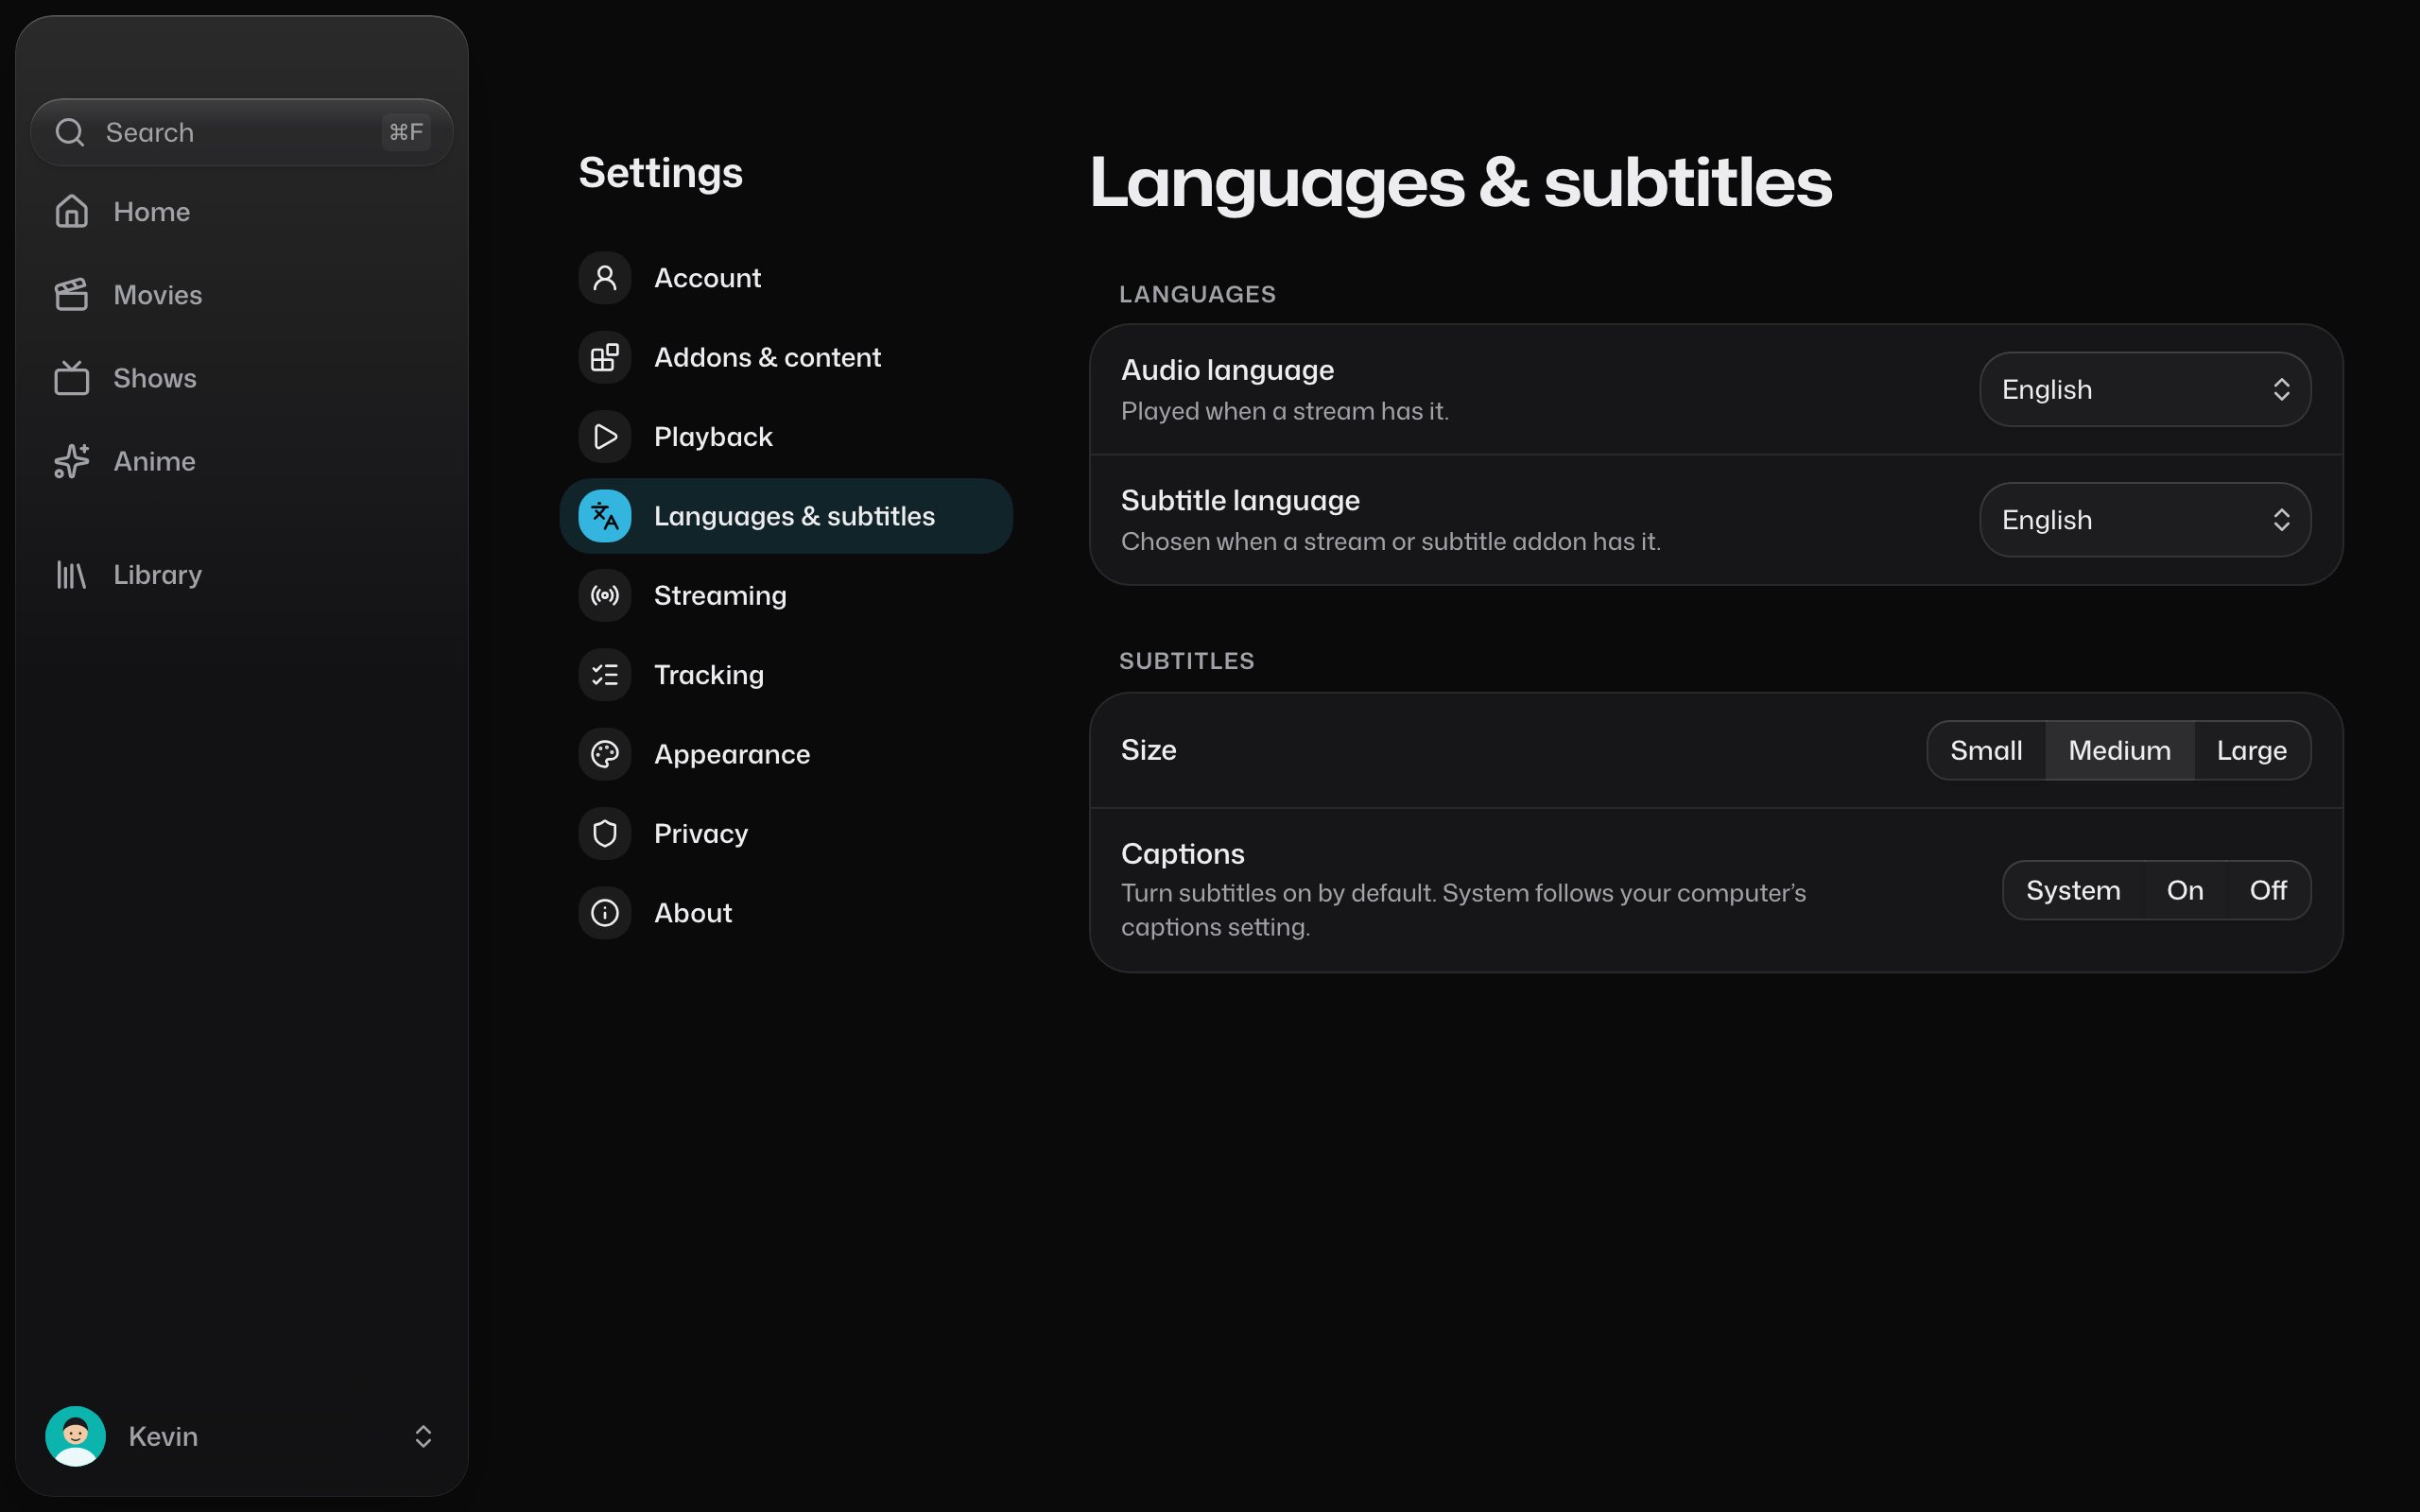 Search
⌘F
Home
Movies
Shows
Anime
Library
Kevin
Settings
Account
Addons & content
Playback
Languages & subtitles
Streaming
Tracking
Appearance
Privacy
About
Languages & subtitles
LANGUAGES
Audio language
Played when a stream has it.
English
Subtitle language
Chosen when a stream or subtitle addon has it.
English
SUBTITLES
Size
Small Medium Large
Captions
Turn subtitles on by default. System follows your computer’s
captions setting.
System On Off